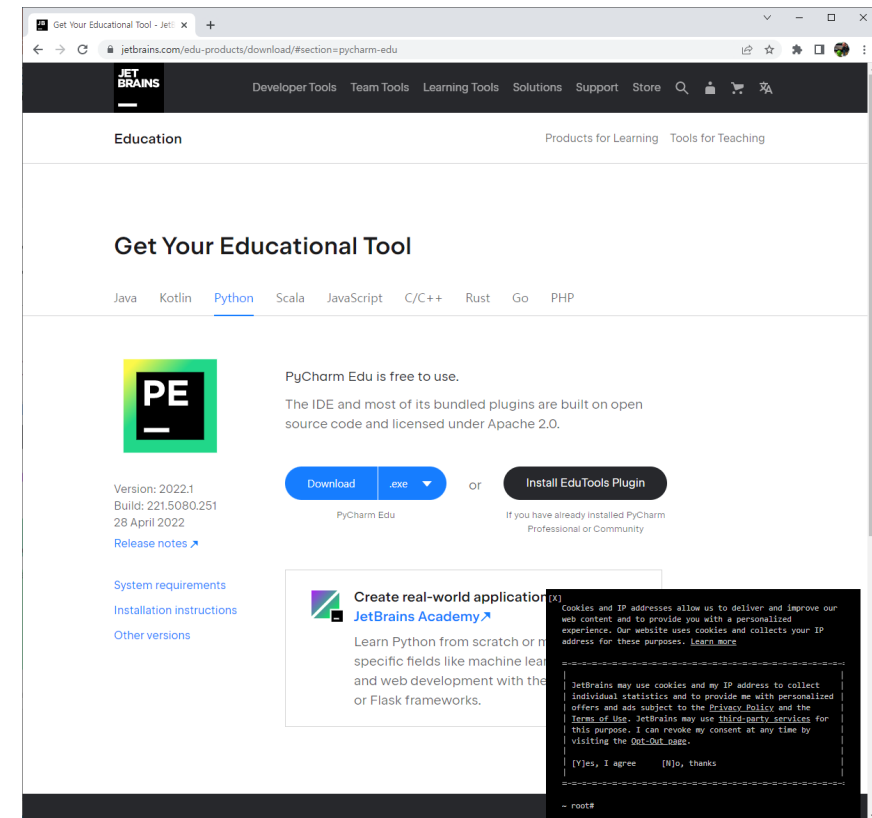 Get Your Educational Tool - JetB
jetbrains.com/edu-products/download/#section=pycharm-edu
JET
BRAINS
Developer Tools Team Tools Learning Tools Solutions Support Store
Education
Products for Learning Tools for Teaching
Get Your Educational Tool
Java Kotlin Python Scala JavaScript C/C++ Rust Go PHP
PE
PyCharm Edu is free to use.
The IDE and most of its bundled plugins are built on open
source code and licensed under Apache 2.0.
Download .exe or Install EduTools Plugin
PyCharm Edu
If you have already installed PyCharm
Professional or Community
Version: 2022.1
Build: 221.5080.251
28 April 2022
Release notes ↗
System requirements
Installation instructions
Other versions
Create real-world application
JetBrains Academy↗
Learn Python from scratch or m
specific fields like machine lear
and web development with the
or Flask frameworks.
[X]
Cookies and IP addresses allow us to deliver and improve our
web content and to provide you with a personalized
experience. Our website uses cookies and collects your IP
address for these purposes. Learn more
JetBrains may use cookies and my IP address to collect
individual statistics and to provide me with personalized
offers and ads subject to the Privacy Policy and the
Terms of Use. JetBrains may use third-party services for
this purpose. I can revoke my consent at any time by
visiting the Opt-Out page.
[Y]es, I agree [N]o, thanks
~ root#